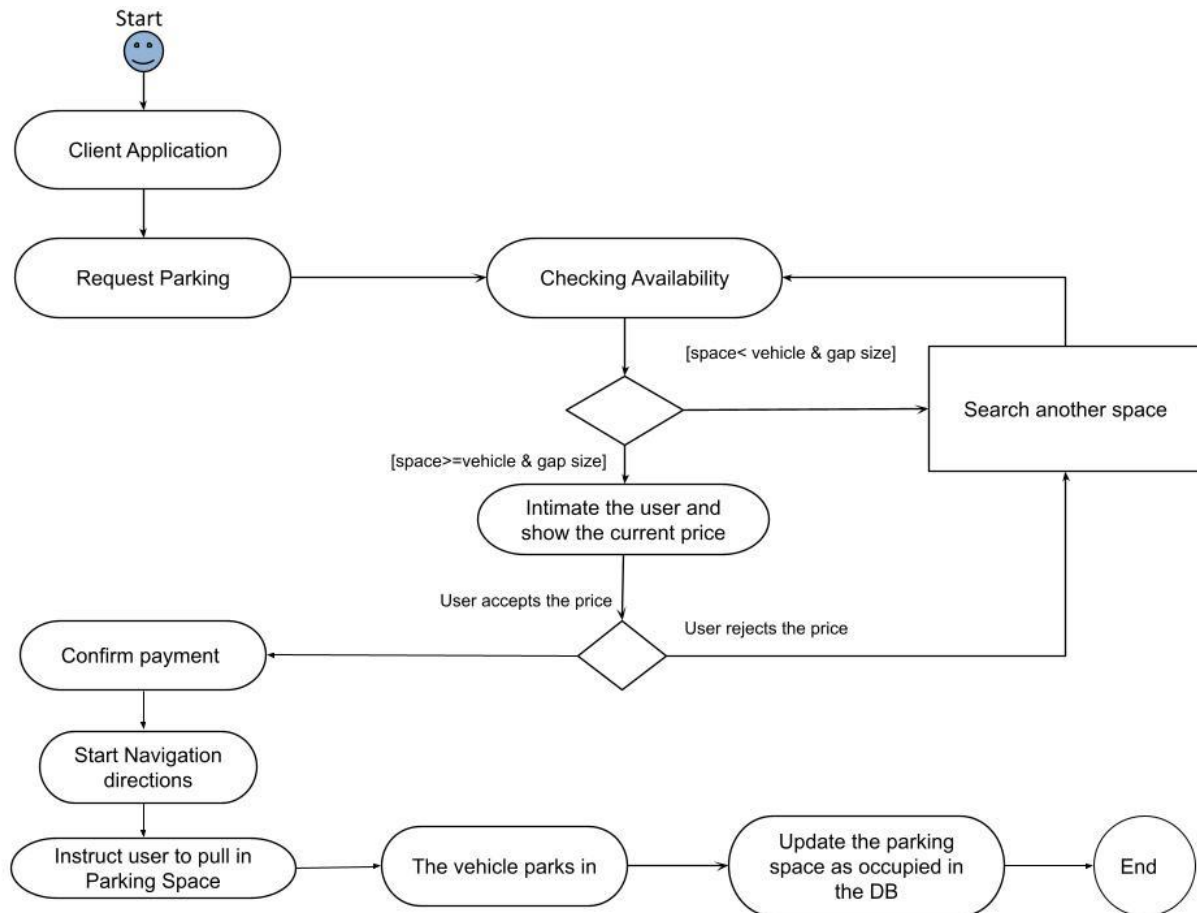 Start
Client Application
Request Parking
Checking Availability
[space< vehicle & gap size]
Search another space
[space>=vehicle & gap size]
Intimate the user and
show the current price
User accepts the price
User rejects the price
Confirm payment
Start Navigation
directions
Instruct user to pull in
Parking Space
The vehicle parks in
Update the parking
space as occupied in
the DB
End